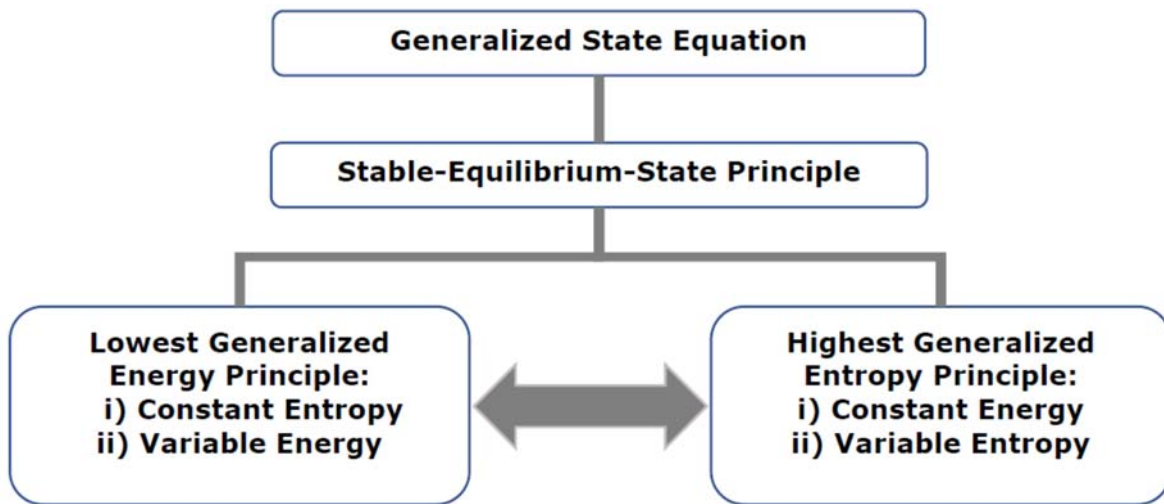 Generalized State Equation
Stable-Equilibrium-State Principle
Lowest Generalized
Energy Principle:
i) Constant Entropy
ii) Variable Energy
Highest Generalized
Entropy Principle:
i) Constant Energy
ii) Variable Entropy